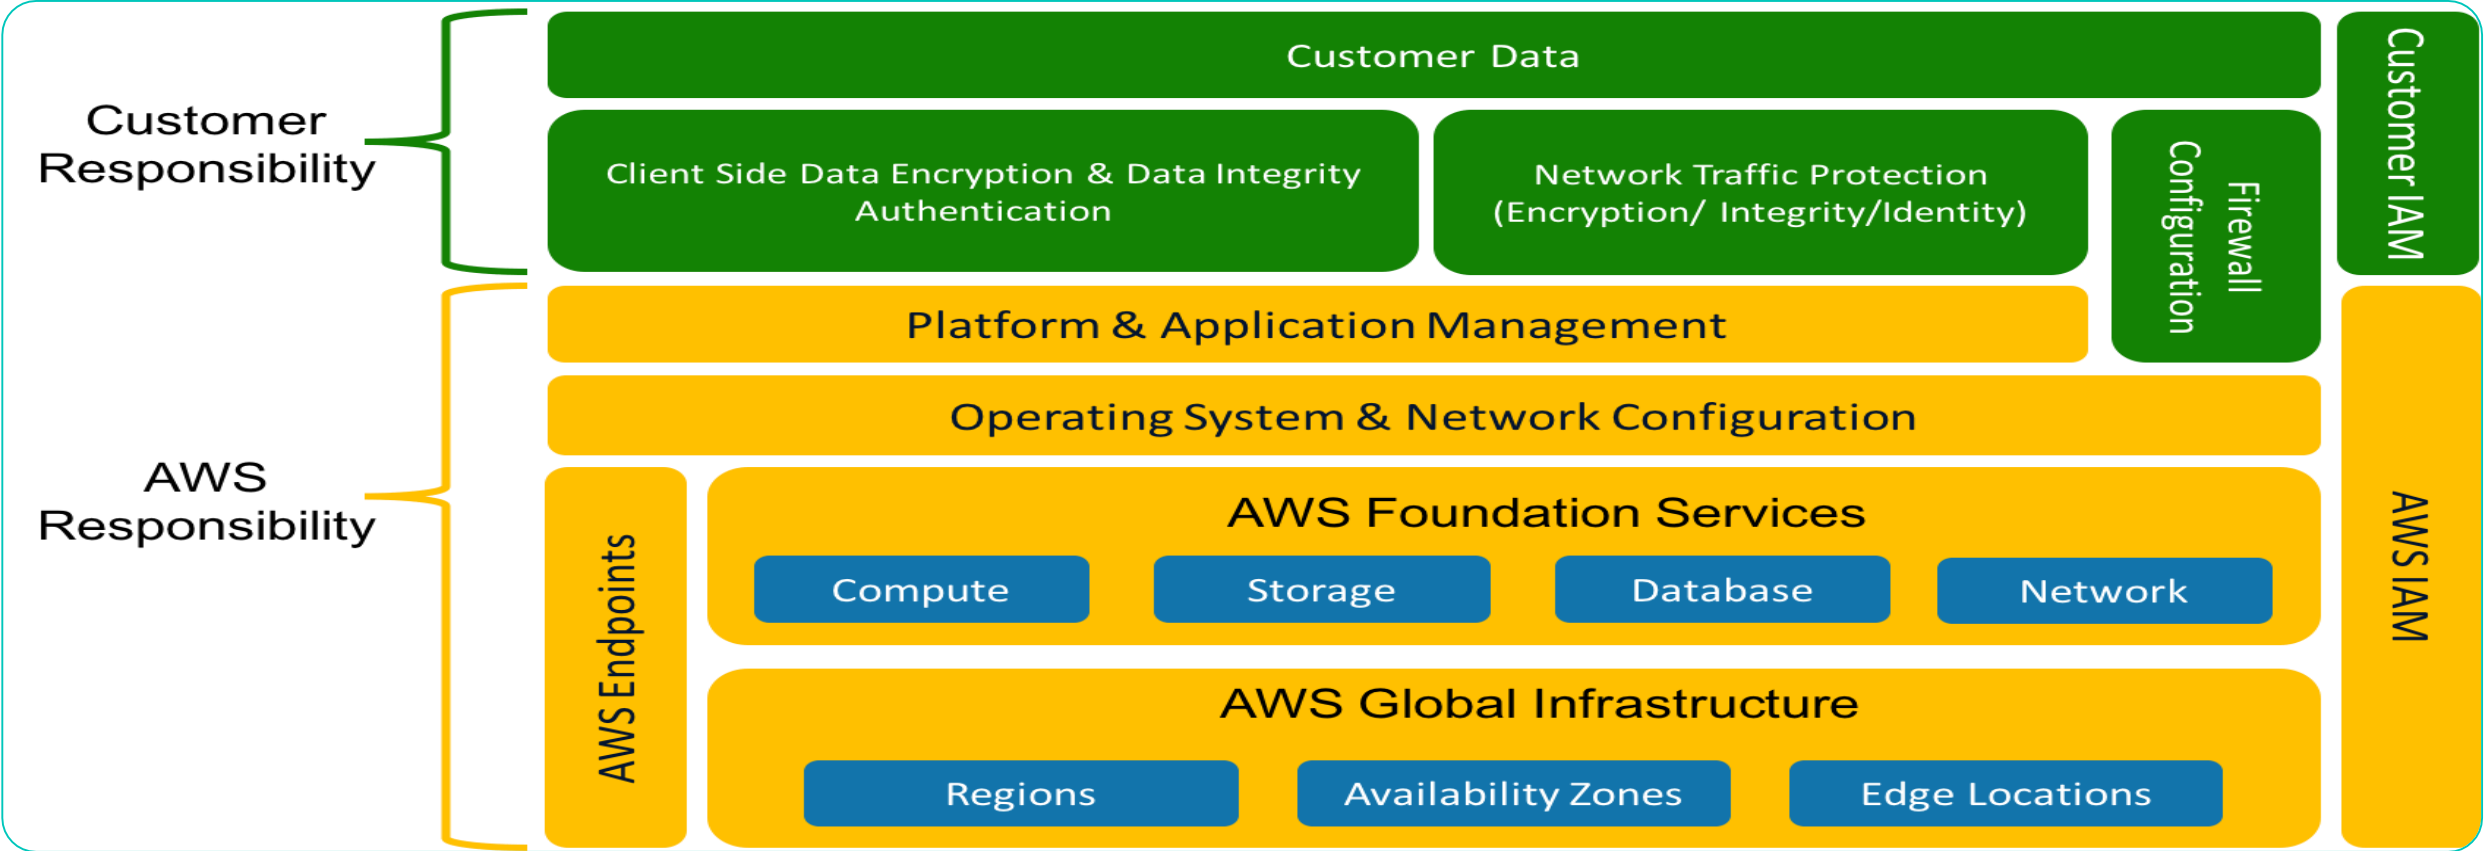 Customer
Responsibility
Customer Data
Customer IAM
Client Side Data Encryption & Data Integrity
Authentication
Network Traffic Protection
(Encryption/ Integrity/Identity)
Firewall
Configuration
AWS
Responsibility
Platform & Application Management
Operating System & Network Configuration
AWS Endpoints
AWS Foundation Services
Compute
Storage
Database
Network
AWS IAM
AWS Global Infrastructure
Regions
Availability Zones
Edge Locations